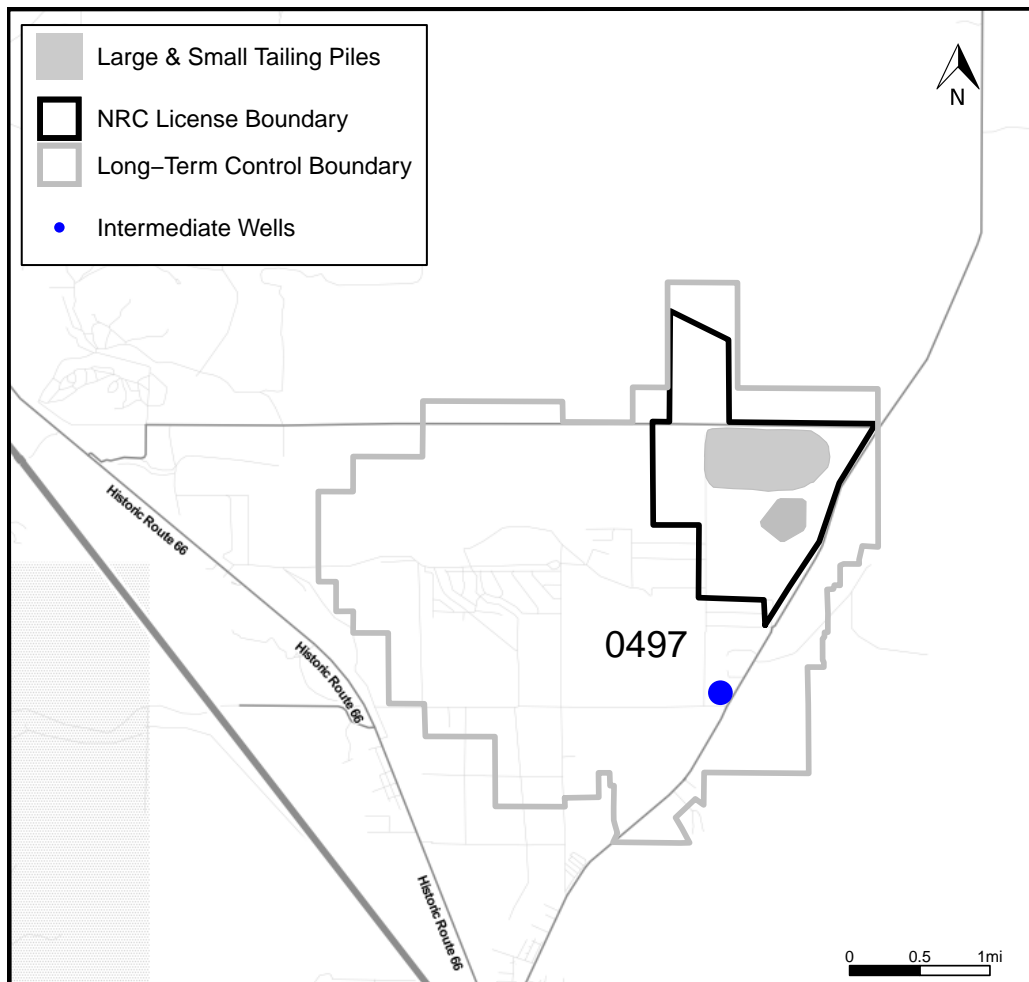 Large & Small Tailing Piles
NRC License Boundary
Long−Term Control Boundary
Intermediate Wells
N
Historic Route 66
0497
Historic Route 66
Historic Route 66
0 0.5 1mi